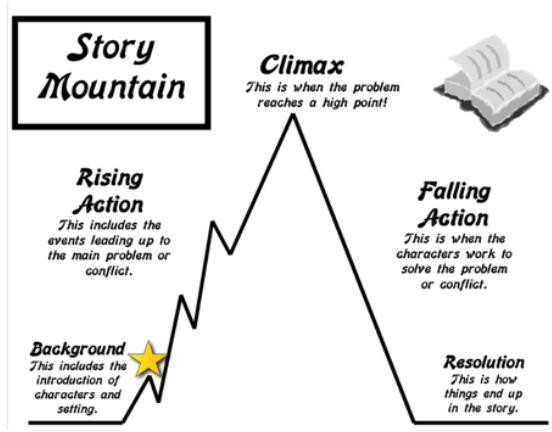 Story
Mountain
Climax
This is when the problem
reaches a high point!
Rising
Action
This includes the
events leading up to
the main problem or
conflict.
Falling
Action
This is when the
characters work to
solve the problem
or conflict.
Background
This includes the
introduction of
characters and
setting.
Resolution
This is how
things end up
in the story.